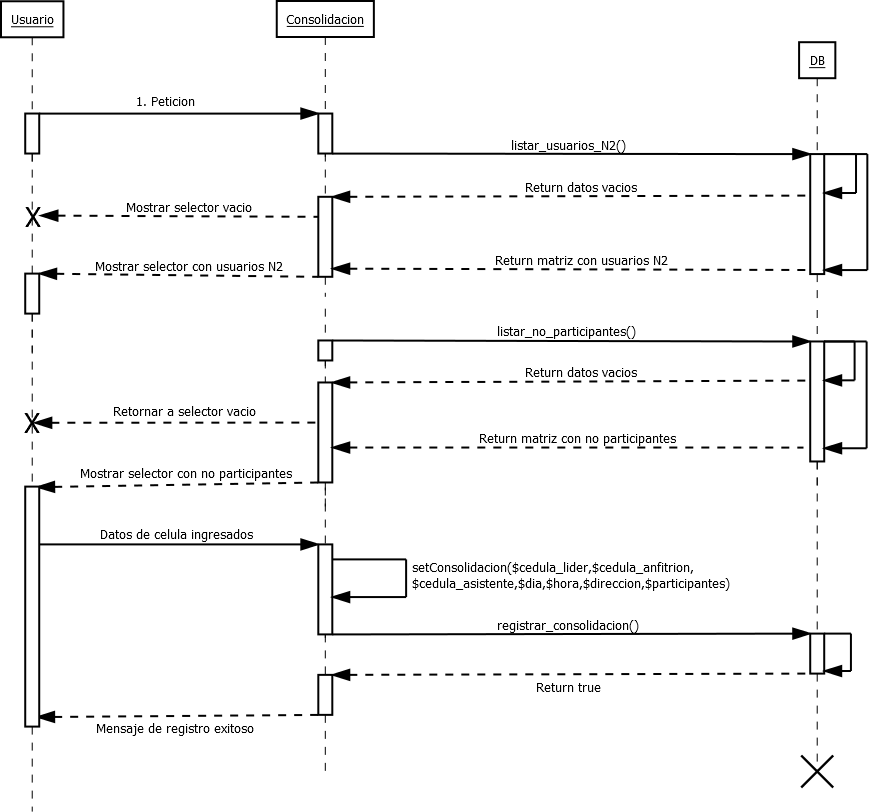 Usuario
Consolidacion
DB
1. Peticion
listar_usuarios_N2()
Return datos vacios
Mostrar selector vacio
X
Return matriz con usuarios N2
Mostrar selector con usuarios N2
listar_no_participantes()
Return datos vacios
Retornar a selector vacio
X
Return matriz con no participantes
Mostrar selector con no participantes
Datos de celula ingresados
setConsolidacion($cedula_lider,$cedula_anfitrion,
$cedula_asistente,$dia,$hora,$direccion,$participantes)
registrar_consolidacion()
Return true
Mensaje de registro exitoso